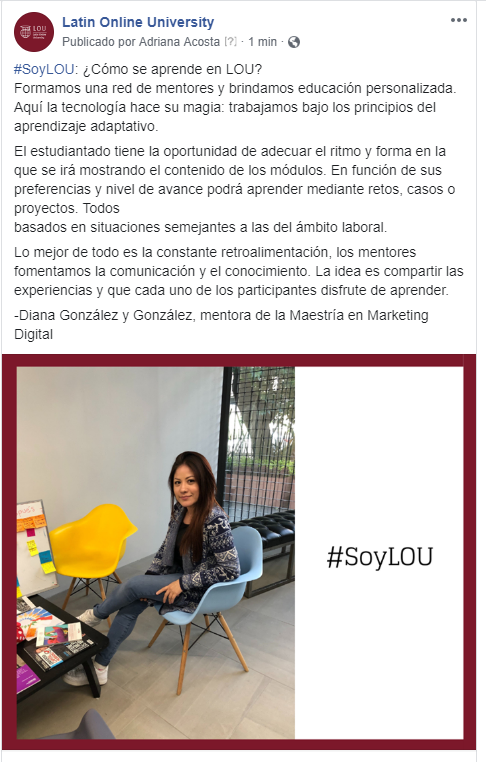 LOU
Latin Online University
Publicado por Adriana Acosta [?] · 1 min ·
#SoyLOU: ¿Cómo se aprende en LOU?
Formamos una red de mentores y brindamos educación personalizada.
Aquí la tecnología hace su magia: trabajamos bajo los principios del
aprendizaje adaptativo.
El estudiantado tiene la oportunidad de adecuar el ritmo y forma en la
que se irá mostrando el contenido de los módulos. En función de sus
preferencias y nivel de avance podrá aprender mediante retos, casos o
proyectos. Todos
basados en situaciones semejantes a las del ámbito laboral.
Lo mejor de todo es la constante retroalimentación, los mentores
fomentamos la comunicación y el conocimiento. La idea es compartir las
experiencias y que cada uno de los participantes disfrute de aprender.
-Diana González y González, mentora de la Maestría en Marketing
Digital
#SoyLOU